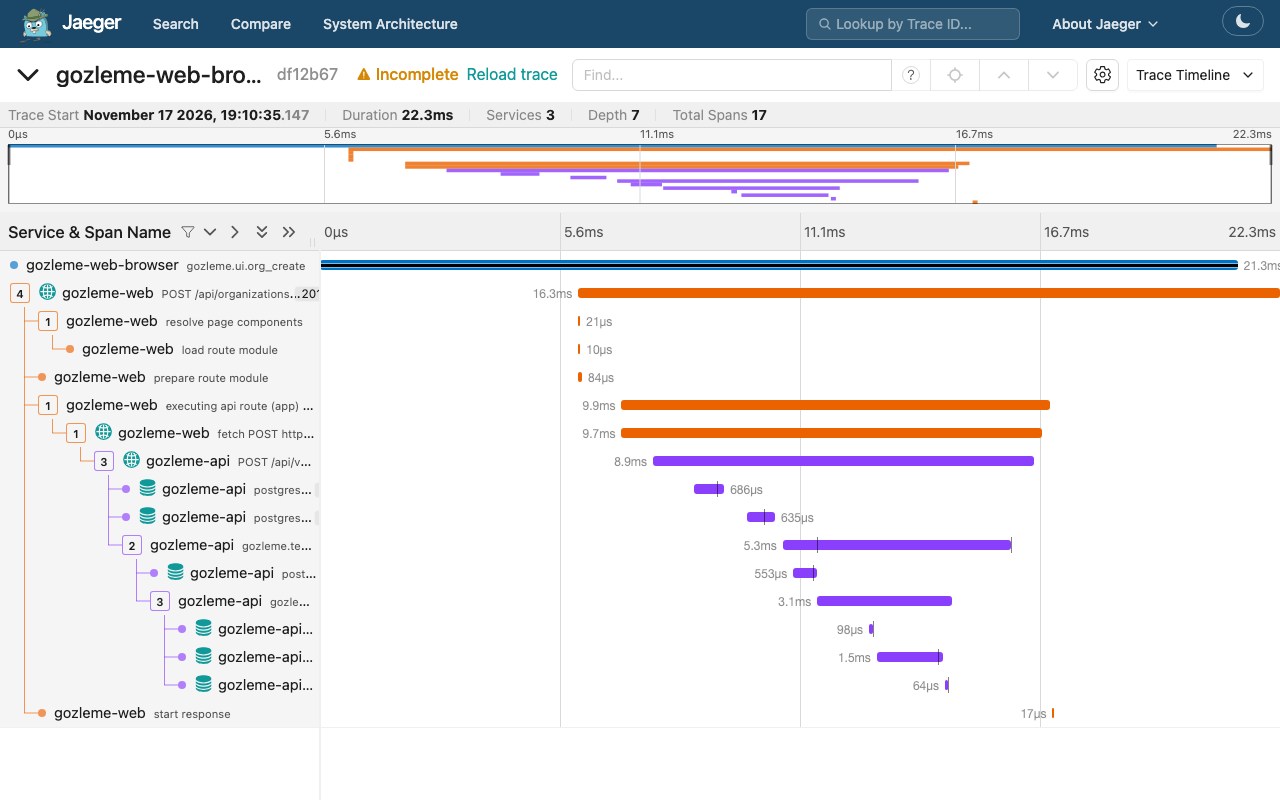 Jaeger Search Compare System Architecture Lookup by Trace ID... About Jaeger
gozleme-web-bro... df12b67 Incomplete Reload trace Find... ? Trace Timeline
Trace Start November 17 2026, 19:10:35.147 Duration 22.3ms Services 3 Depth 7 Total Spans 17
0μs 5.6ms 11.1ms 16.7ms 22.3ms
Service & Span Name 0μs 5.6ms 11.1ms 16.7ms 22.3ms
gozleme-web-browser gozleme.ui.org_create 21.3ms
4 gozleme-web POST /api/organizations... 201 16.3ms
1 gozleme-web resolve page components 21μs
gozleme-web load route module 10μs
gozleme-web prepare route module 84μs
1 gozleme-web executing api route (app) ... 9.9ms
1 gozleme-web fetch POST http... 9.7ms
3 gozleme-api POST /api/v... 8.9ms
gozleme-api postgres... 686μs
gozleme-api postgres... 635μs
2 gozleme-api gozleme.te... 5.3ms
gozleme-api post... 553μs
3 gozleme-api gozle... 3.1ms
gozleme-api... 98μs
gozleme-api... 1.5ms
gozleme-api... 64μs
gozleme-web start response 17μs